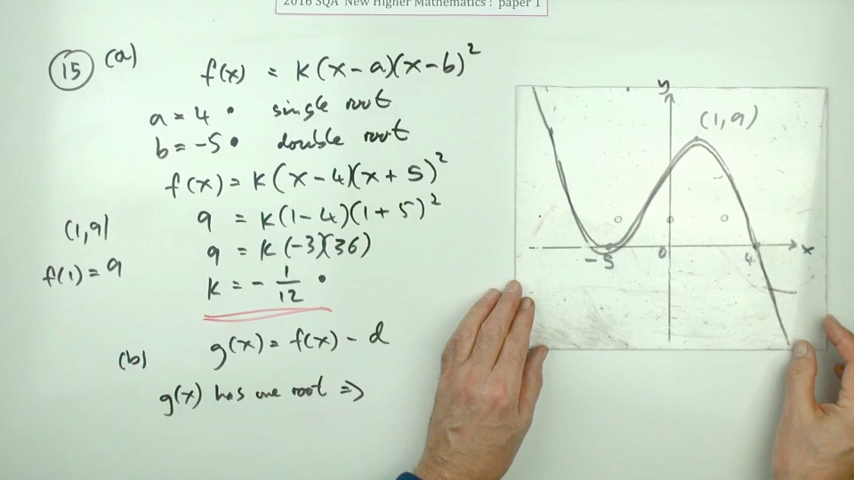 2016 SQA New Higher Mathematics : paper 1
15 (a) f(x) = K(x-a)(x-b)²
a = 4 • single root
b = -5 • double root
f(x) = K(x-4)(x+5)²
(1,9) 9 = K(1-4)(1+5)²
f(1) = 9 9 = K(-3)(36)
K = -1/12 •
(b) g(x) = f(x) - d
g(x) has one root =>
y
(1,9)
-5 0 4 x